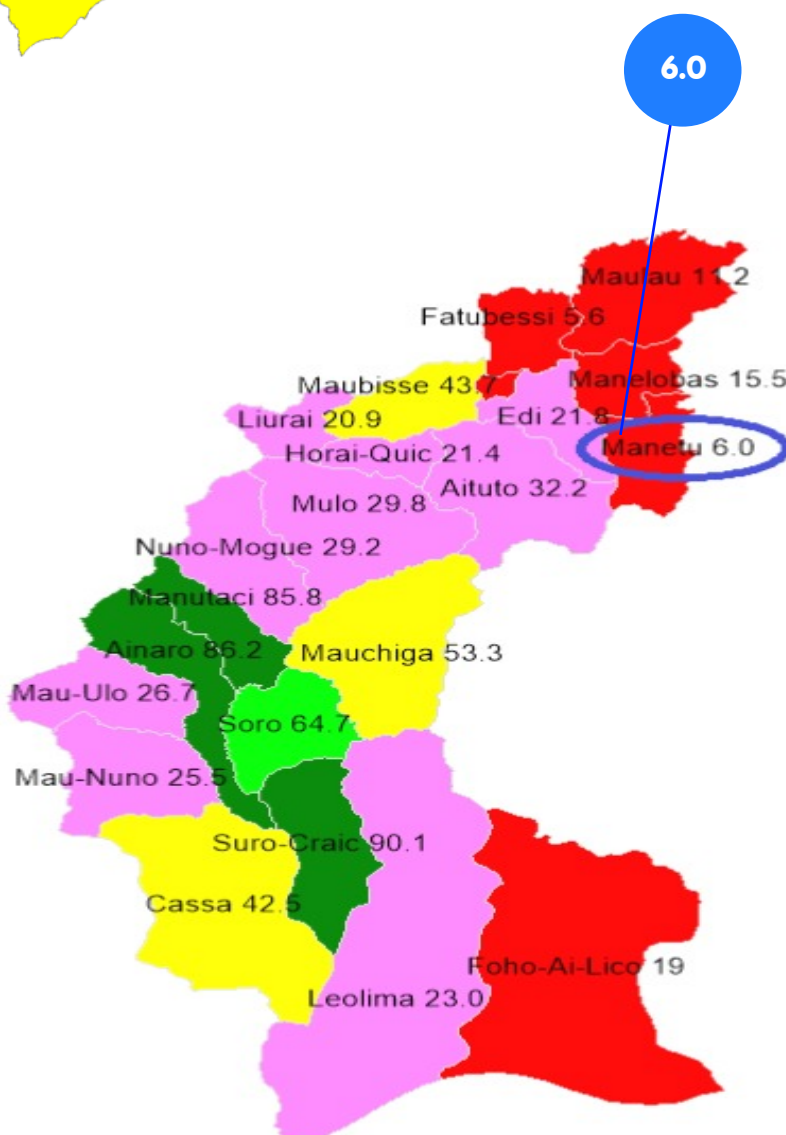 6.0
Maulau 11.2
Fatubessi 5.6
Manelobas 15.5
Maubisse 43.7
Edi 21.8
Liurai 20.9
Manetu 6.0
Horai-Quic 21.4
Aituto 32.2
Mulo 29.8
Nuno-Mogue 29.2
Manutaci 85.8
Ainaro 86.2
Mauchiga 53.3
Mau-Ulo 26.7
Soro 64.7
Mau-Nuno 25.5
Suro-Craic 90.1
Cassa 42.5
Foho-Ai-Lico 19
Leolima 23.0